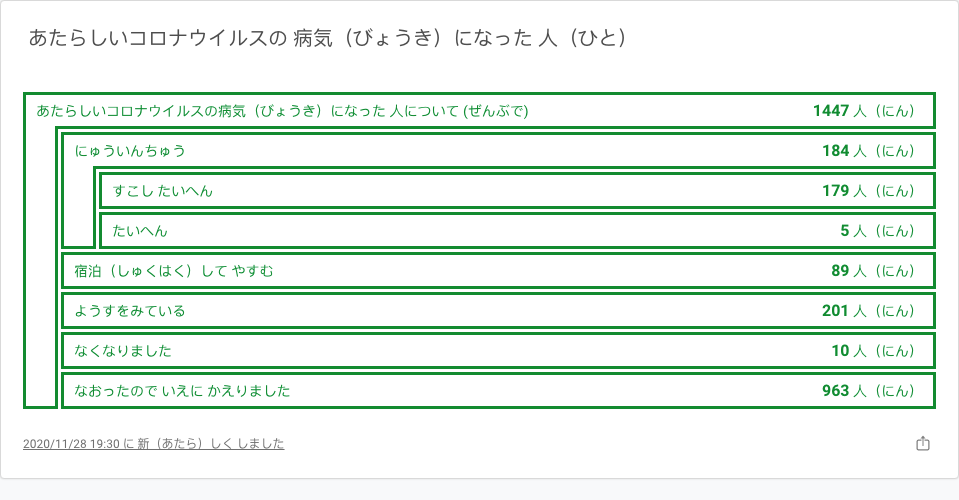 あたらしいコロナウイルスの 病気（びょうき）になった 人（ひと）
あたらしいコロナウイルスの病気（びょうき）になった 人について (ぜんぶで) 1447 人（にん）
にゅういんちゅう 184 人（にん）
すこし たいへん 179 人（にん）
たいへん 5 人（にん）
宿泊（しゅくはく）して やすむ 89 人（にん）
ようすをみている 201 人（にん）
なくなりました 10 人（にん）
なおったので いえに かえりました 963 人（にん）
2020/11/28 19:30 に 新（あたら）しく しました